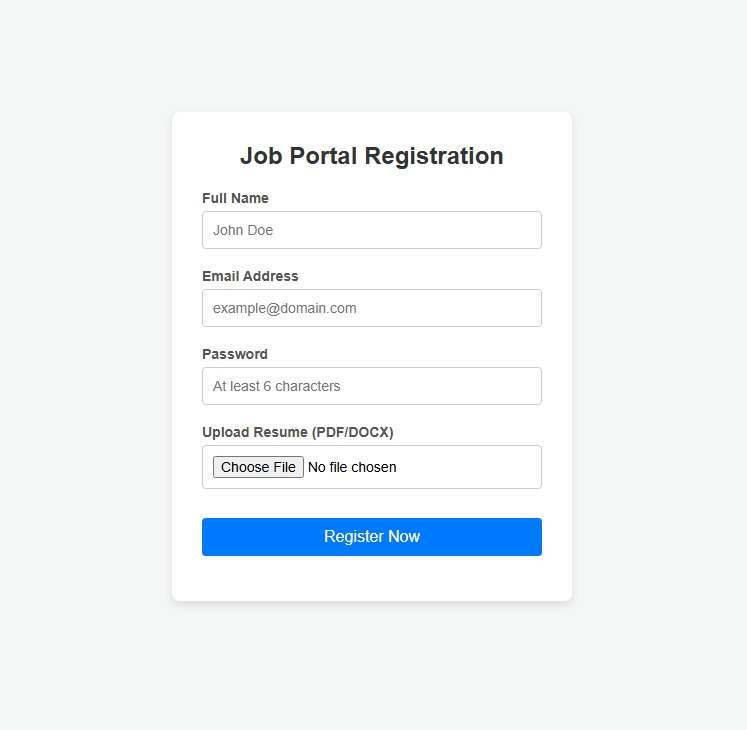 Job Portal Registration
Full Name
John Doe
Email Address
example@domain.com
Password
At least 6 characters
Upload Resume (PDF/DOCX)
Choose File No file chosen
Register Now